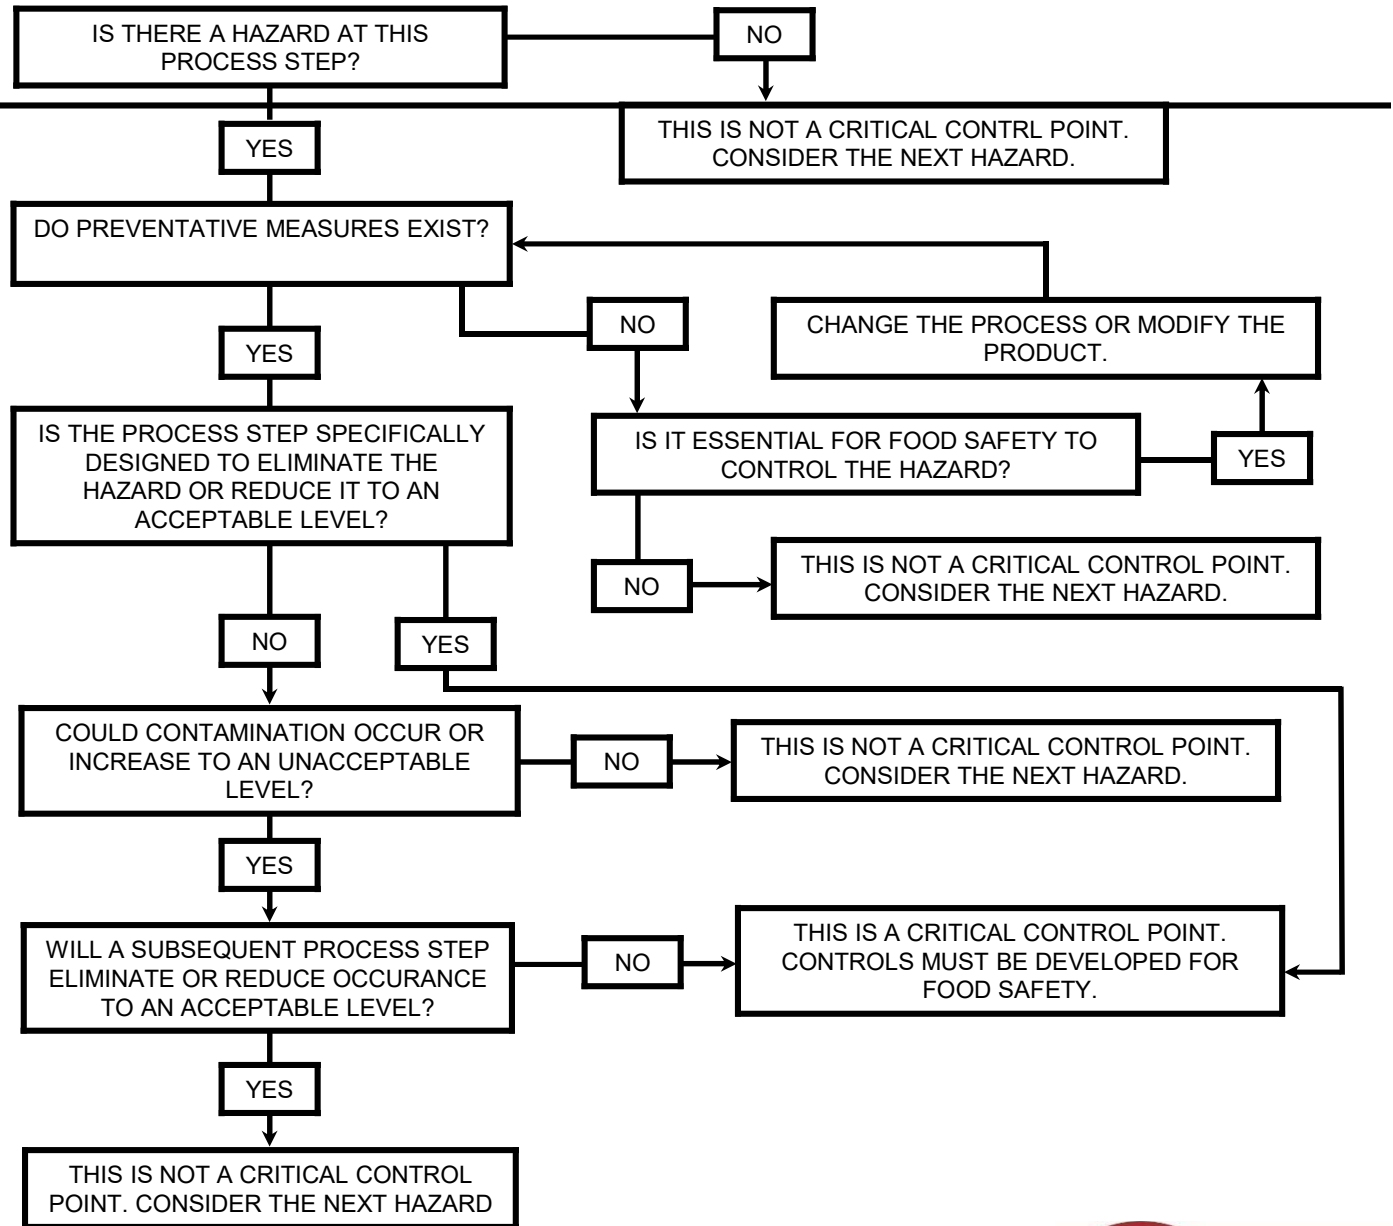 IS THERE A HAZARD AT THIS
PROCESS STEP?
NO
THIS IS NOT A CRITICAL CONTRL POINT.
CONSIDER THE NEXT HAZARD.
YES
DO PREVENTATIVE MEASURES EXIST?
NO
CHANGE THE PROCESS OR MODIFY THE
PRODUCT.
YES
IS THE PROCESS STEP SPECIFICALLY
DESIGNED TO ELIMINATE THE
HAZARD OR REDUCE IT TO AN
ACCEPTABLE LEVEL?
IS IT ESSENTIAL FOR FOOD SAFETY TO
CONTROL THE HAZARD?
YES
NO
THIS IS NOT A CRITICAL CONTROL POINT.
CONSIDER THE NEXT HAZARD.
NO
YES
COULD CONTAMINATION OCCUR OR
INCREASE TO AN UNACCEPTABLE
LEVEL?
NO
THIS IS NOT A CRITICAL CONTROL POINT.
CONSIDER THE NEXT HAZARD.
YES
WILL A SUBSEQUENT PROCESS STEP
ELIMINATE OR REDUCE OCCURANCE
TO AN ACCEPTABLE LEVEL?
NO
THIS IS A CRITICAL CONTROL POINT.
CONTROLS MUST BE DEVELOPED FOR
FOOD SAFETY.
YES
THIS IS NOT A CRITICAL CONTROL
POINT. CONSIDER THE NEXT HAZARD